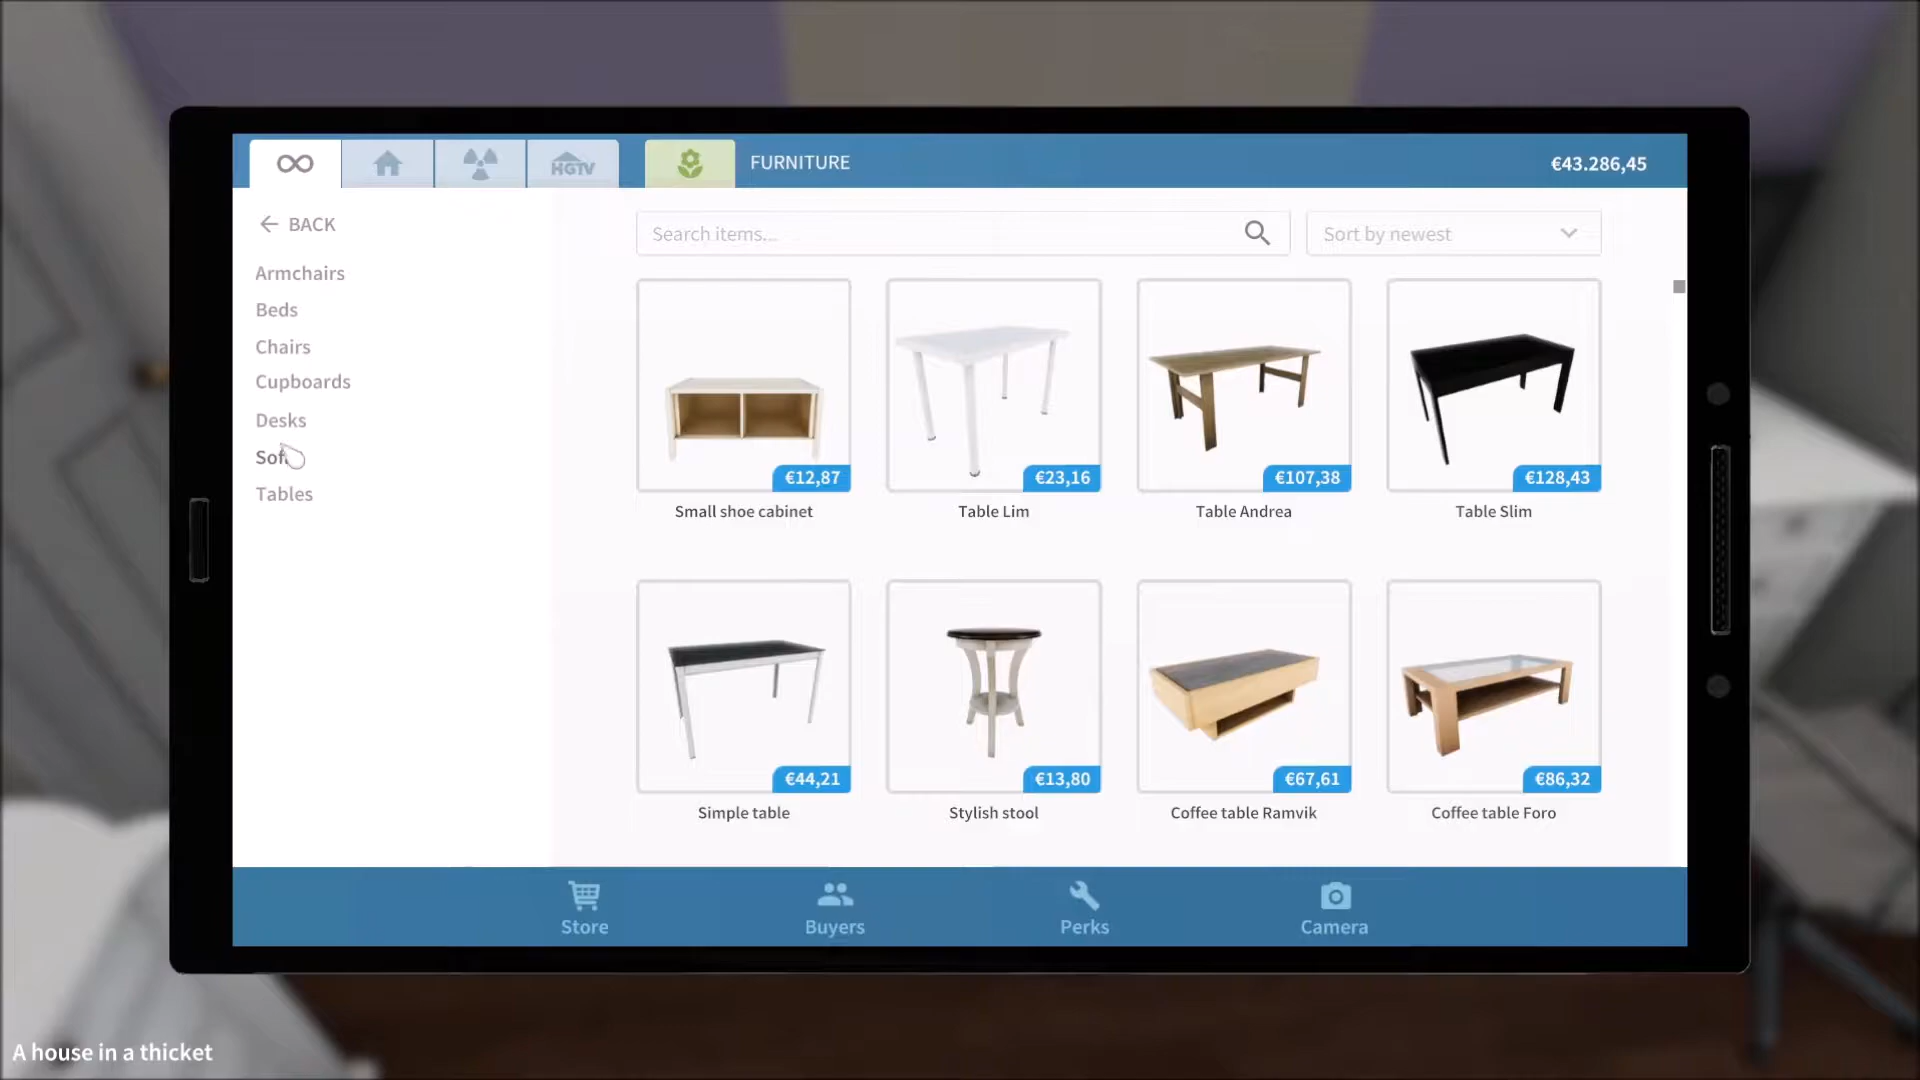 HGTV
FURNITURE
€43.286,45
BACK
Search items...
Sort by newest
Armchairs
Beds
Chairs
Cupboards
Desks
Tables
€12,87
€23,16
€107,38
€128,43
Small shoe cabinet
Table Lim
Table Andrea
Table Slim
€44,21
€13,80
€67,61
€86,32
Simple table
Stylish stool
Coffee table Ramvik
Coffee table Foro
Store
Buyers
Perks
Camera
A house in a thicket